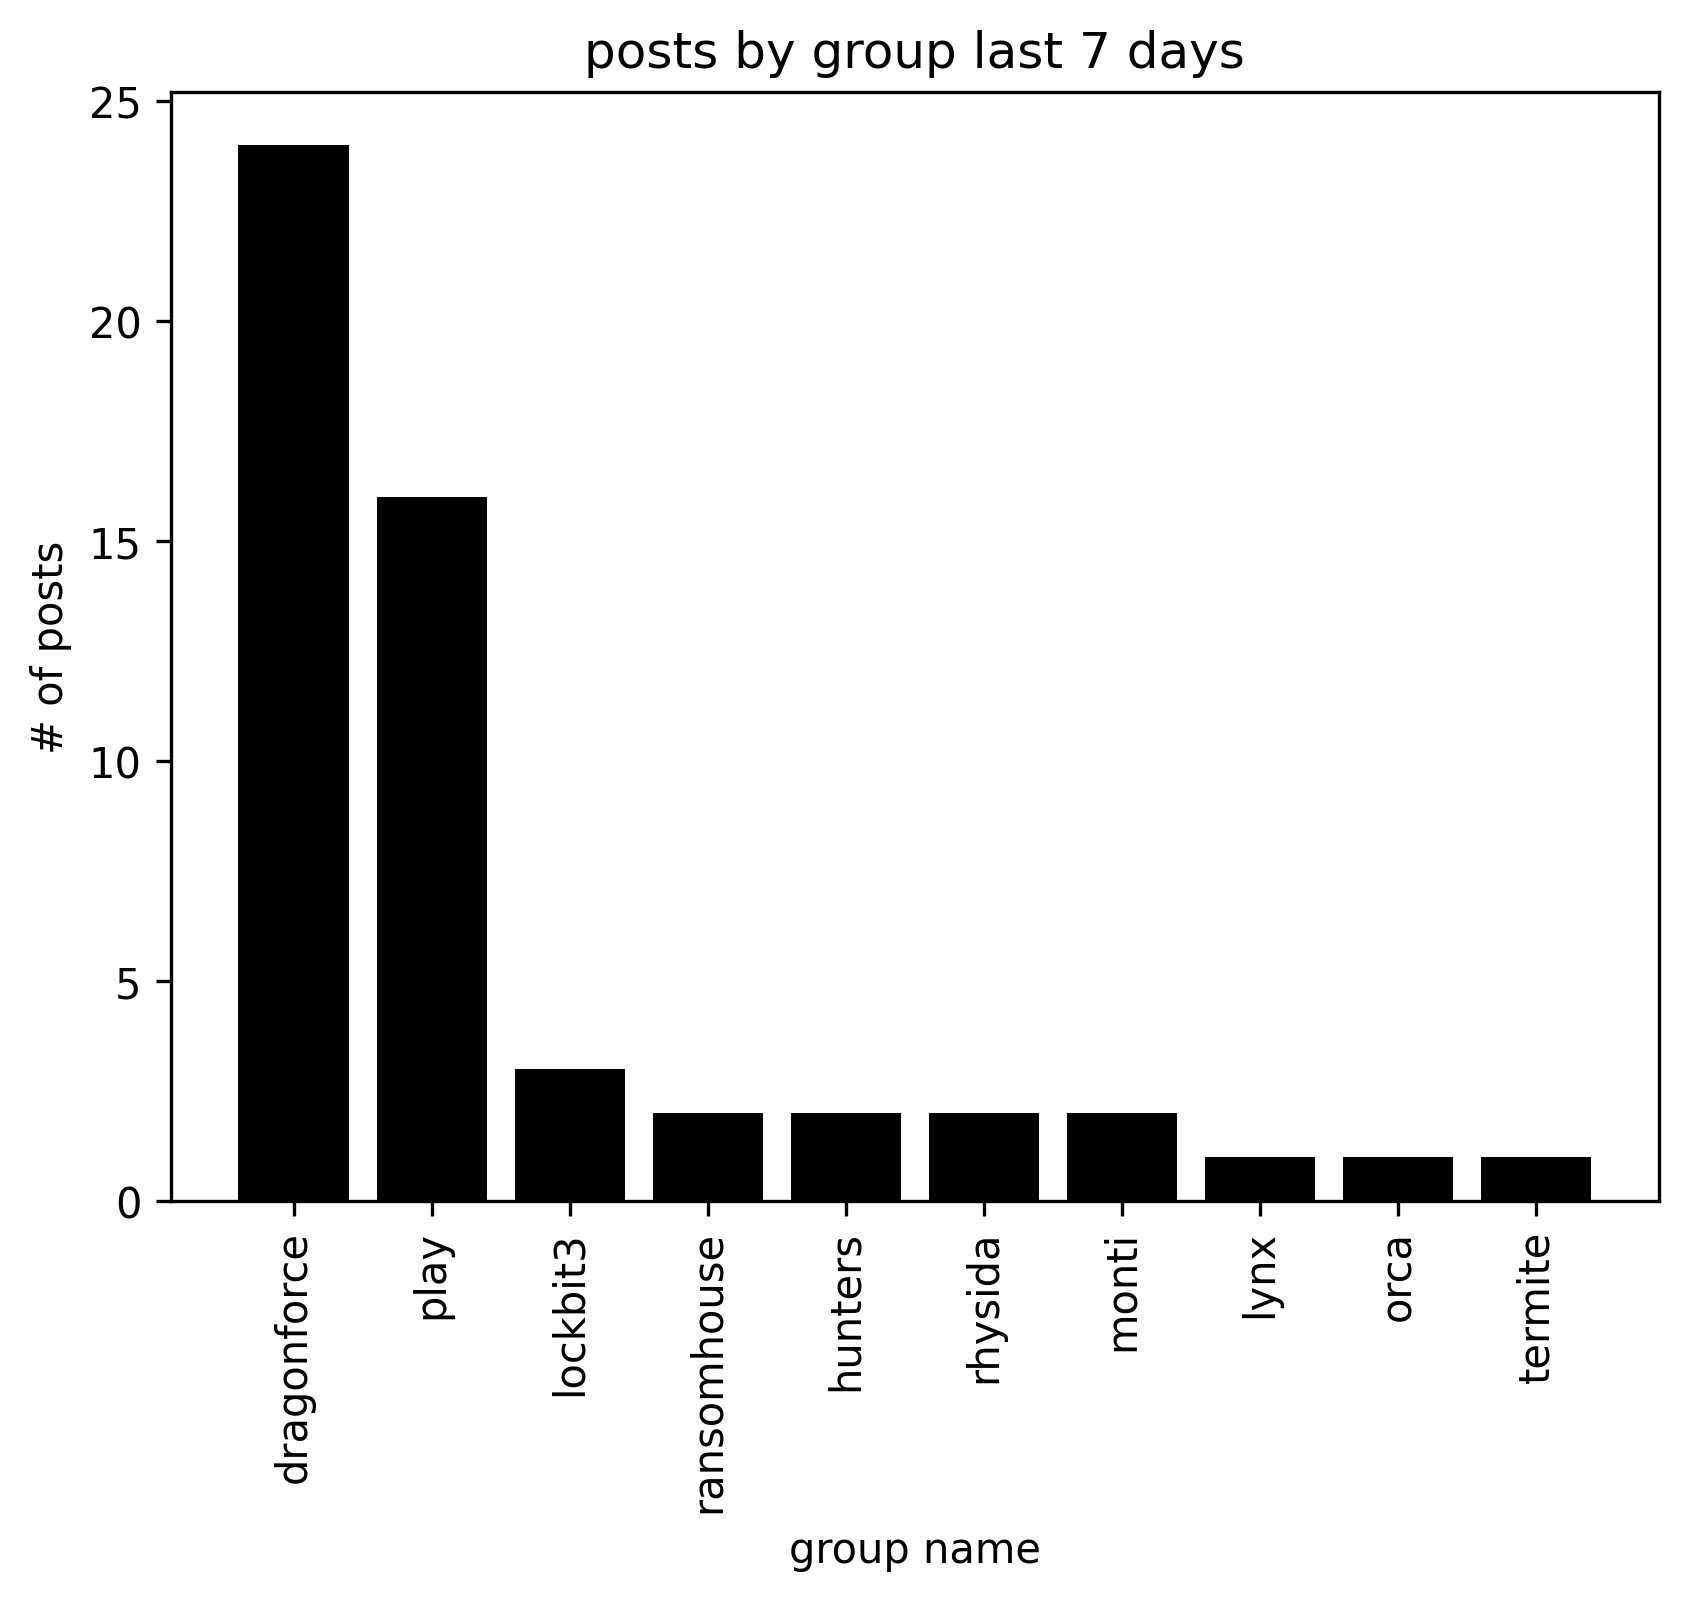 posts by group last 7 days
25
20
15
10
5
0
# of posts
dragonforce
play
lockbit3
ransomhouse
hunters
rhysida
monti
lynx
orca
termite
group name